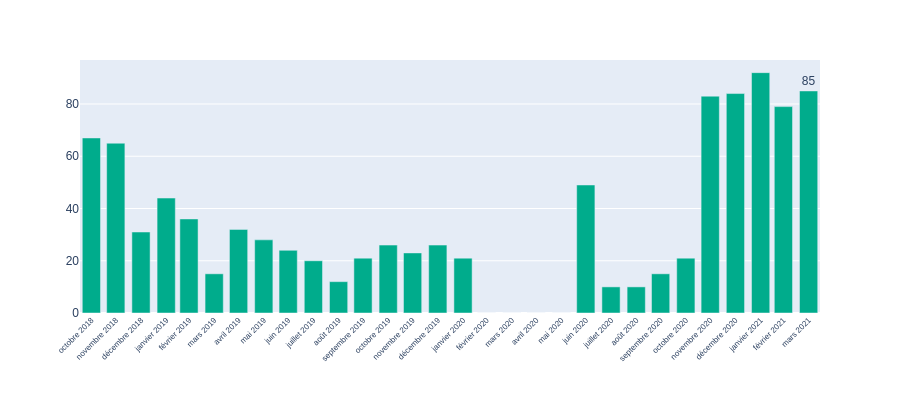 85
80
60
40
20
0
octobre 2018
novembre 2018
décembre 2018
janvier 2019
février 2019
mars 2019
avril 2019
mai 2019
juin 2019
juillet 2019
août 2019
septembre 2019
octobre 2019
novembre 2019
décembre 2019
janvier 2020
février 2020
mars 2020
avril 2020
mai 2020
juin 2020
juillet 2020
août 2020
septembre 2020
octobre 2020
novembre 2020
décembre 2020
janvier 2021
février 2021
mars 2021